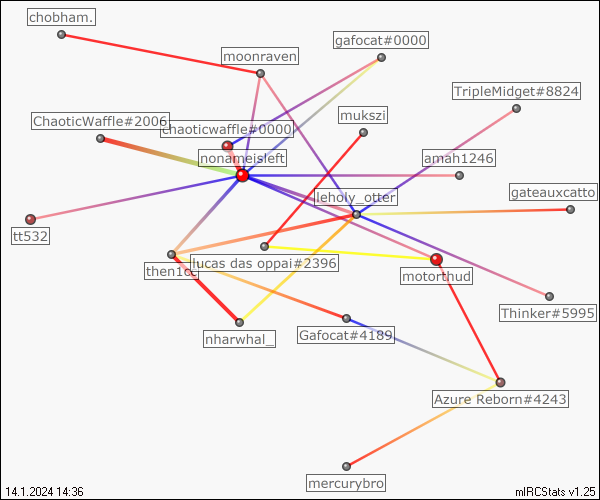 chobham.
gafocat#0000
moonraven
TripleMidget#8824
mukszi
ChaoticWaffle#2006
chaoticwaffle#0000
nonameisleft
amah1246
gateauxcatto
leholy_otter
tt532
then1cc
lucas das oppai#2396
motorthud
Thinker#5995
nharwhal_
Gafocat#4189
Azure Reborn#4243
mercurybro
14.1.2024 14:36
mIRCStats v1.25